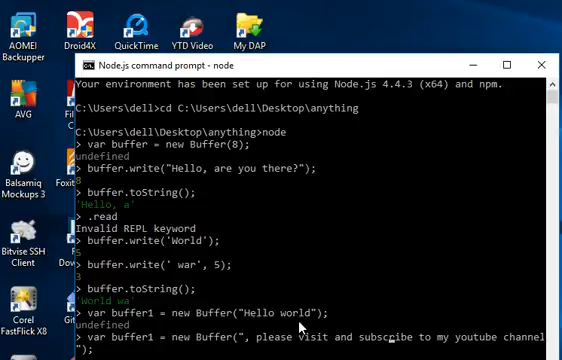 AOMEI Backupper
Droid4X
QuickTime
YTD Video
My DAP
Node.js command prompt - node
Your environment has been set up for using Node.js 4.4.3 (x64) and npm.
C:\Users\dell>cd C:\Users\dell\Desktop\anything
C:\Users\dell\Desktop\anything>node
> var buffer = new Buffer(8);
undefined
> buffer.write("Hello, are you there?");
8
> buffer.toString();
'Hello, a'
> .read
Invalid REPL keyword
> buffer.write('World');
5
> buffer.write(' war', 5);
3
> buffer.toString();
'World wa'
> var buffer1 = new Buffer("Hello world");
undefined
> var buffer1 = new Buffer(", please visit and subscribe to my youtube channel
");
AVG
Balsamiq Mockups 3
Foxit
Bitvise SSH Client
Corel FastFlick X8